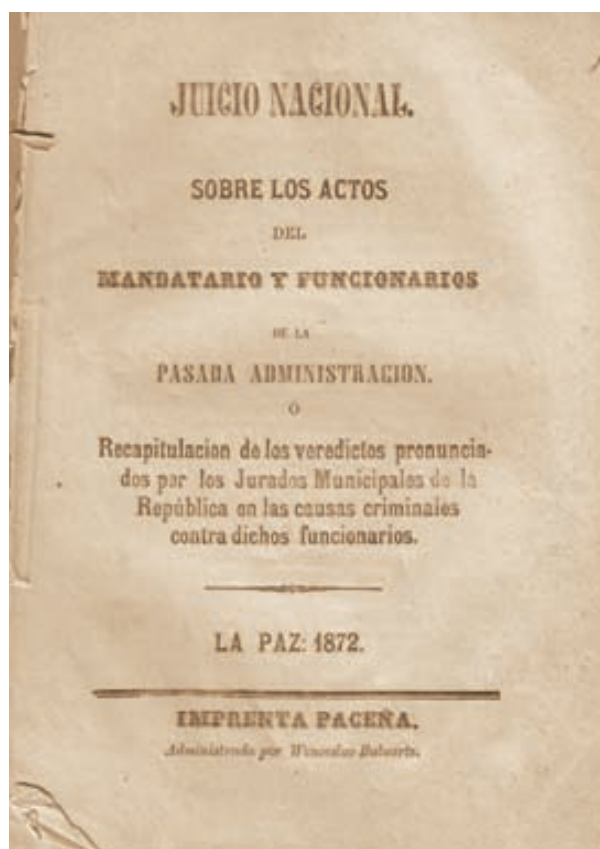 JUICIO NACIONAL.
SOBRE LOS ACTOS
DEL
MANDATARIO Y FUNCIONARIOS
DE LA
PASADA ADMINISTRACION.
O
Recapitulacion de los veredictos pronuncia-
dos por los Jurados Municipales de la
República en las causas criminales
contra dichos funcionarios.
LA PAZ: 1872.
IMPRENTA PACEÑA.
Administrada por Wenceslao